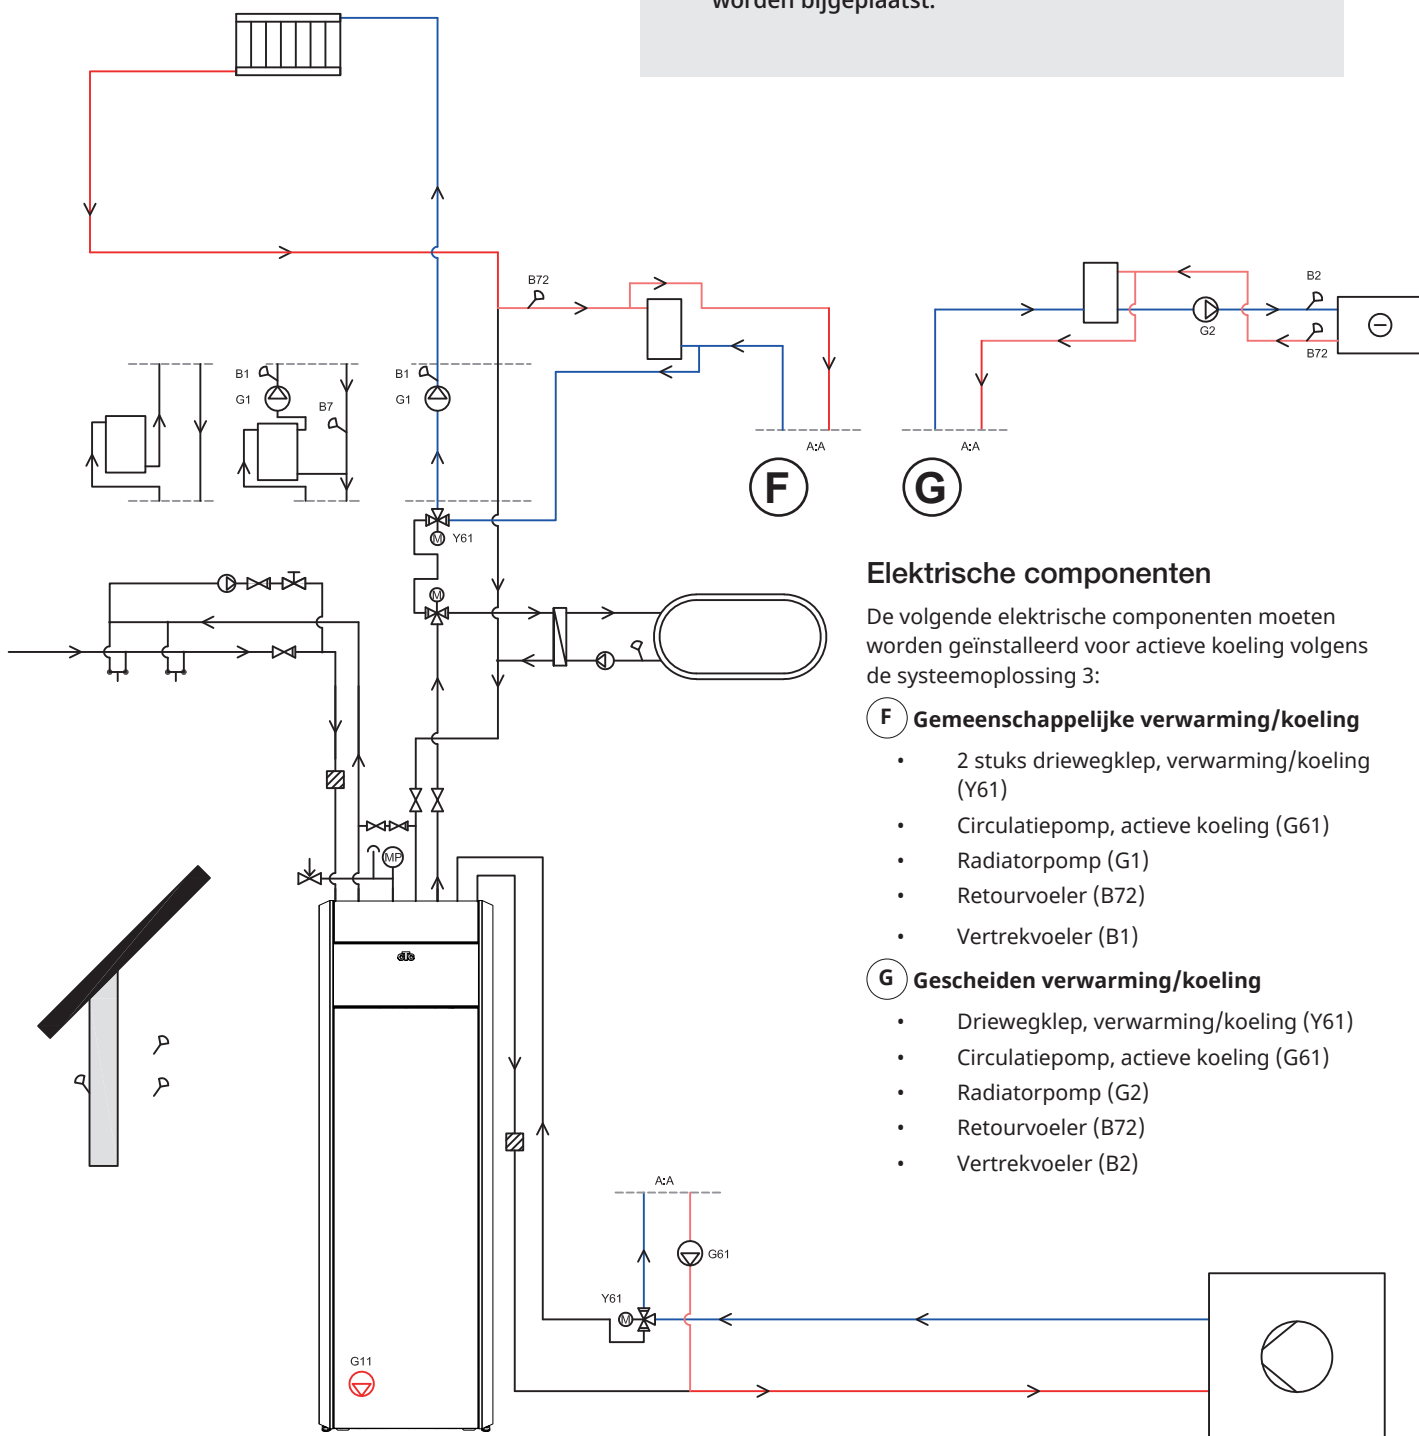 worden bijgeplaatst.
B72
B2
G2
B72
B1
G1
B7
B1
G1
A:A
A:A
F
G
M
Y61
M
Elektrische componenten
De volgende elektrische componenten moeten
worden geïnstalleerd voor actieve koeling volgens
de systeemoplossing 3:
F Gemeenschappelijke verwarming/koeling
• 2 stuks driewegklep, verwarming/koeling
(Y61)
• Circulatiepomp, actieve koeling (G61)
• Radiatorpomp (G1)
• Retourvoeler (B72)
• Vertrekvoeler (B1)
G Gescheiden verwarming/koeling
• Driewegklep, verwarming/koeling (Y61)
• Circulatiepomp, actieve koeling (G61)
• Radiatorpomp (G2)
• Retourvoeler (B72)
• Vertrekvoeler (B2)
MP
CTC
A:A
G61
Y61
M
G11